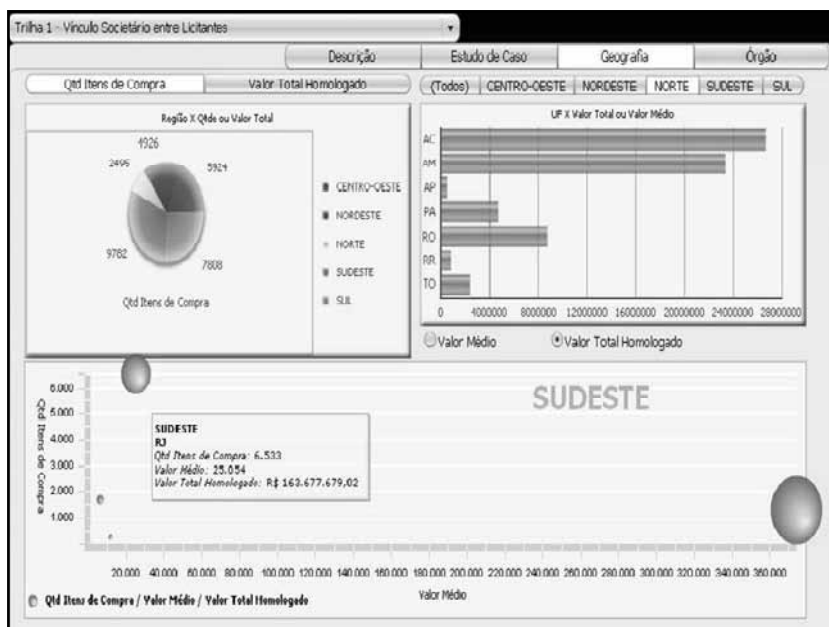 Trilha 1 - Vínculo Societário entre Licitantes
Descrição
Estudo de Caso
Geografia
Órgão
Qtd Itens de Compra
Valor Total Homologado
(Todos)
CENTRO-OESTE
NORDESTE
NORTE
SUDESTE
SUL
Região X Qtde ou Valor Total
4926
2495
5924
9782
7808
Qtd Itens de Compra
CENTRO-OESTE
NORDESTE
NORTE
SUDESTE
SUL
UF X Valor Total ou Valor Médio
AC
AM
AP
PA
RO
RR
TO
0 4000000 8000000 12000000 16000000 20000000 24000000 28000000
Valor Médio
Valor Total Homologado
SUDESTE
Qtd Itens de Compra
6.000
5.000
4.000
3.000
2.000
1.000
SUDESTE
RJ
Qtd Itens de Compra: 6.533
Valor Médio: 25.054
Valor Total Homologado: R$ 163.677.679,02
20.000 40.000 60.000 80.000 100.000 120.000 140.000 160.000 180.000 200.000 220.000 240.000 260.000 280.000 300.000 320.000 340.000 360.000
Valor Médio
Qtd Itens de Compra / Valor Médio / Valor Total Homologado